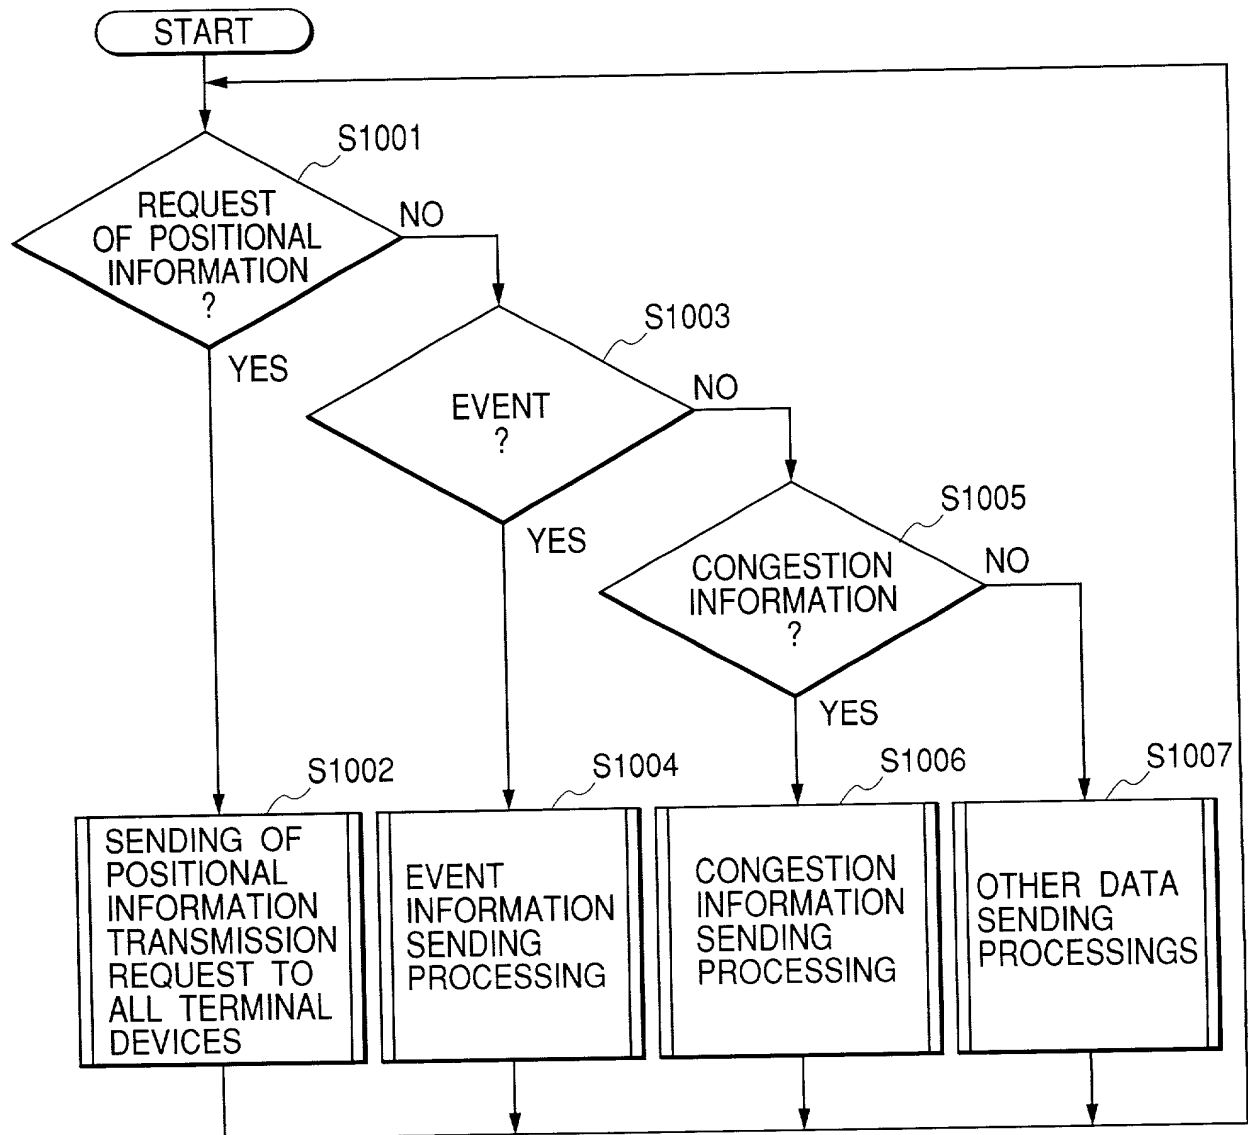 START
S1001
REQUEST
OF POSITIONAL
INFORMATION
?
NO
YES
S1003
EVENT
?
NO
YES
S1005
CONGESTION
INFORMATION
?
NO
YES
S1002
SENDING OF
POSITIONAL
INFORMATION
TRANSMISSION
REQUEST TO
ALL TERMINAL
DEVICES
S1004
EVENT
INFORMATION
SENDING
PROCESSING
S1006
CONGESTION
INFORMATION
SENDING
PROCESSING
S1007
OTHER DATA
SENDING
PROCESSINGS